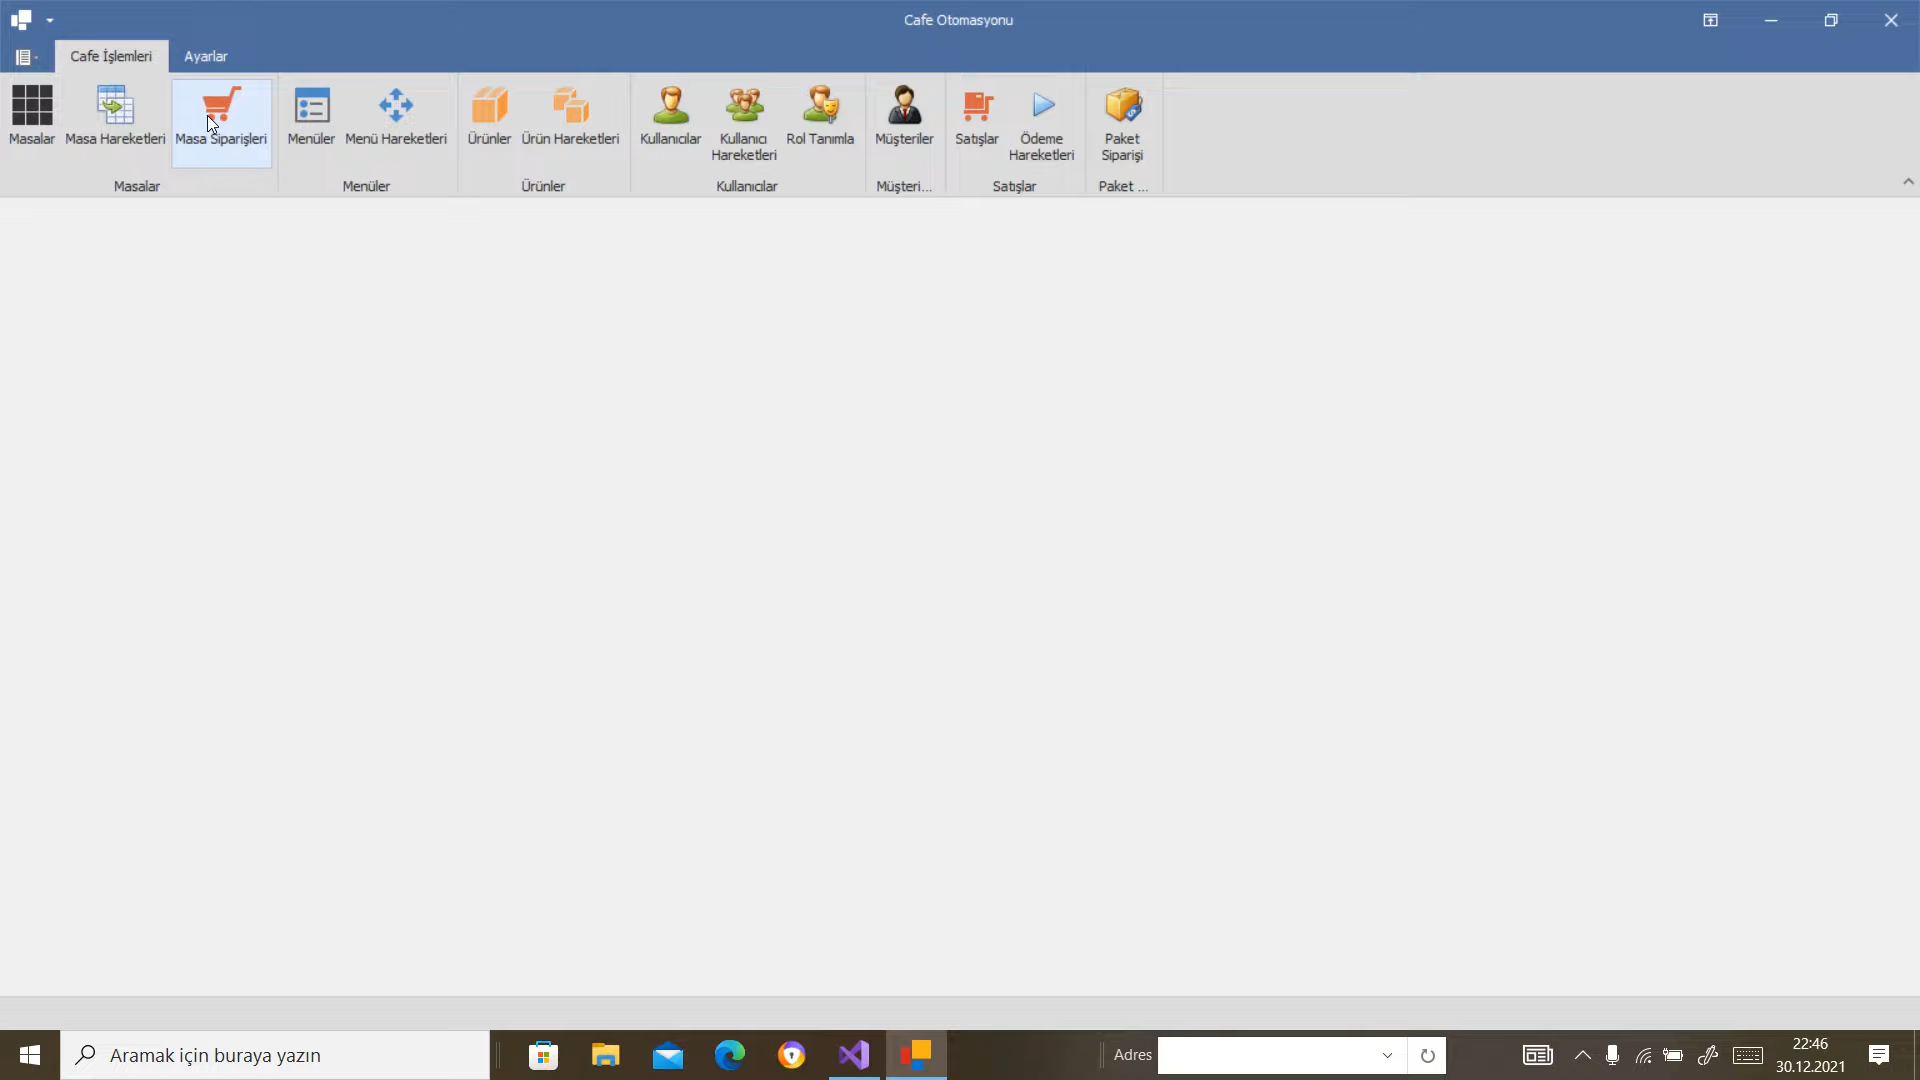 Cafe Otomasyonu
Cafe İşlemleri
Ayarlar
Masalar
Masa Hareketleri
Masa Siparişleri
Menüler
Menü Hareketleri
Ürünler
Ürün Hareketleri
Kullanıcılar
Kullanıcı
Hareketleri
Rol Tanımla
Müşteriler
Satışlar
Ödeme
Hareketleri
Paket
Siparişi
Masalar
Menüler
Ürünler
Kullanıcılar
Müşteri...
Satışlar
Paket ...
Aramak için buraya yazın
Adres
22:46
30.12.2021